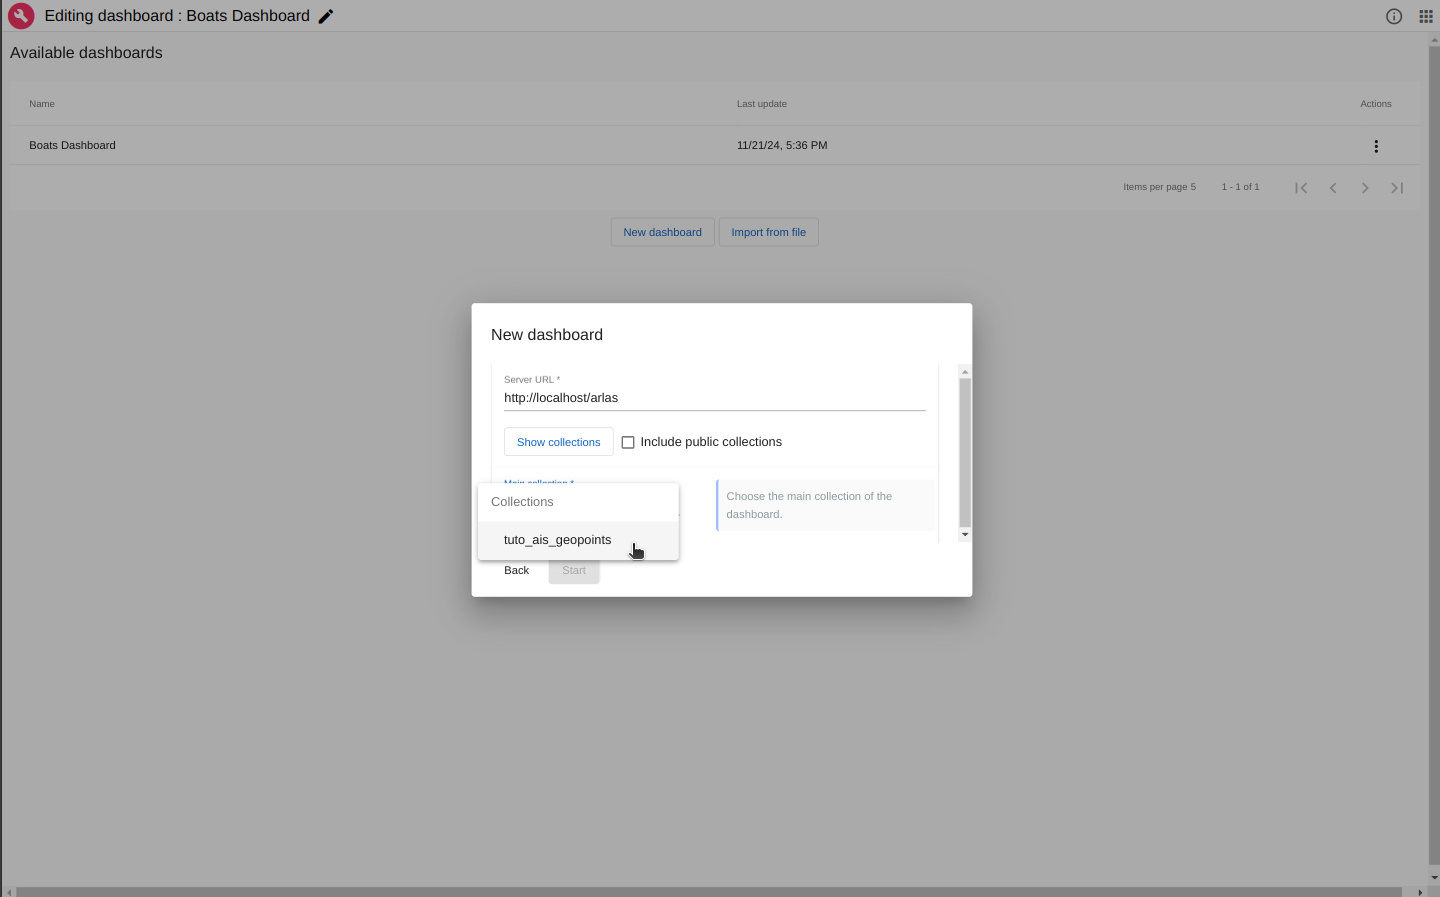 Editing dashboard : Boats Dashboard
Available dashboards
Name Last update Actions
Boats Dashboard 11/21/24, 5:36 PM
Items per page 5 1 - 1 of 1
New dashboard Import from file
New dashboard
Server URL *
http://localhost/arlas
Show collections Include public collections
Main collection *
Collections
tuto_ais_geopoints
Choose the main collection of the
dashboard.
Back Start